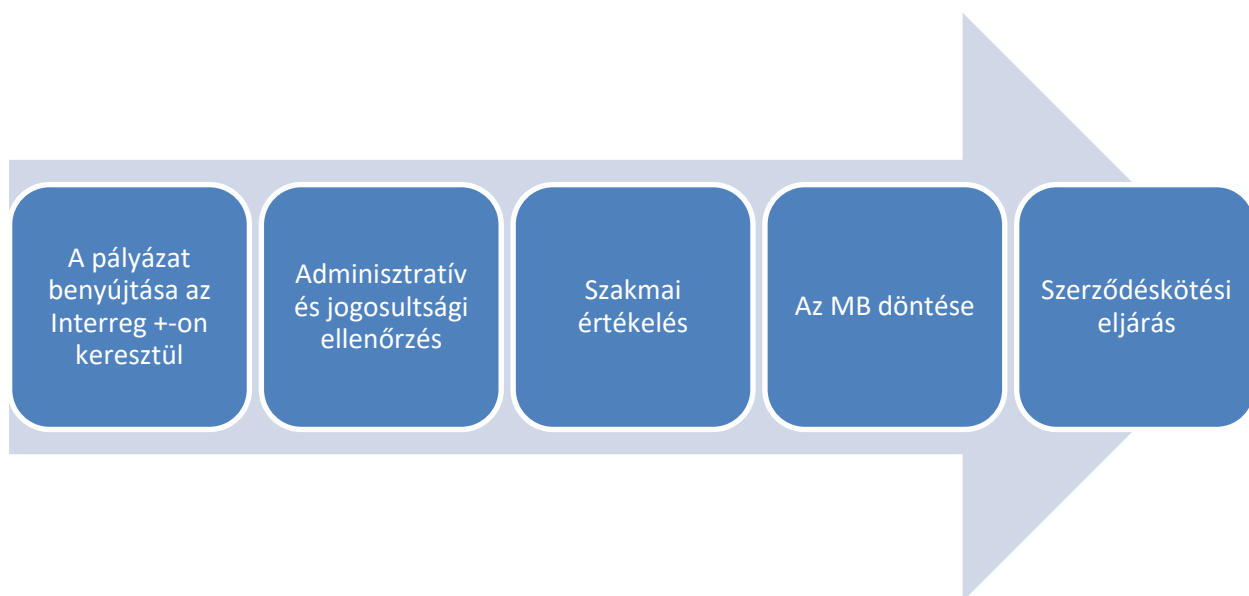 A pályázat
benyújtása az
Interreg +-on
keresztül
Adminisztratív
és jogosultsági
ellenőrzés
Szakmai
értékelés
Az MB döntése
Szerződéskötési
eljárás